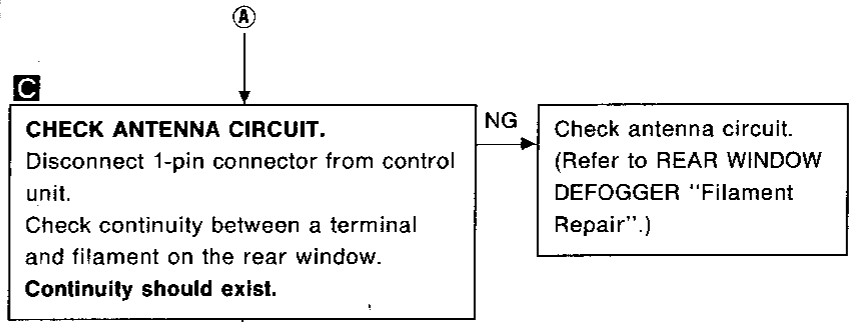 A
C
CHECK ANTENNA CIRCUIT.
Disconnect 1-pin connector from control
unit.
Check continuity between a terminal
and filament on the rear window.
Continuity should exist.
NG
Check antenna circuit.
(Refer to REAR WINDOW
DEFOGGER "Filament
Repair".)